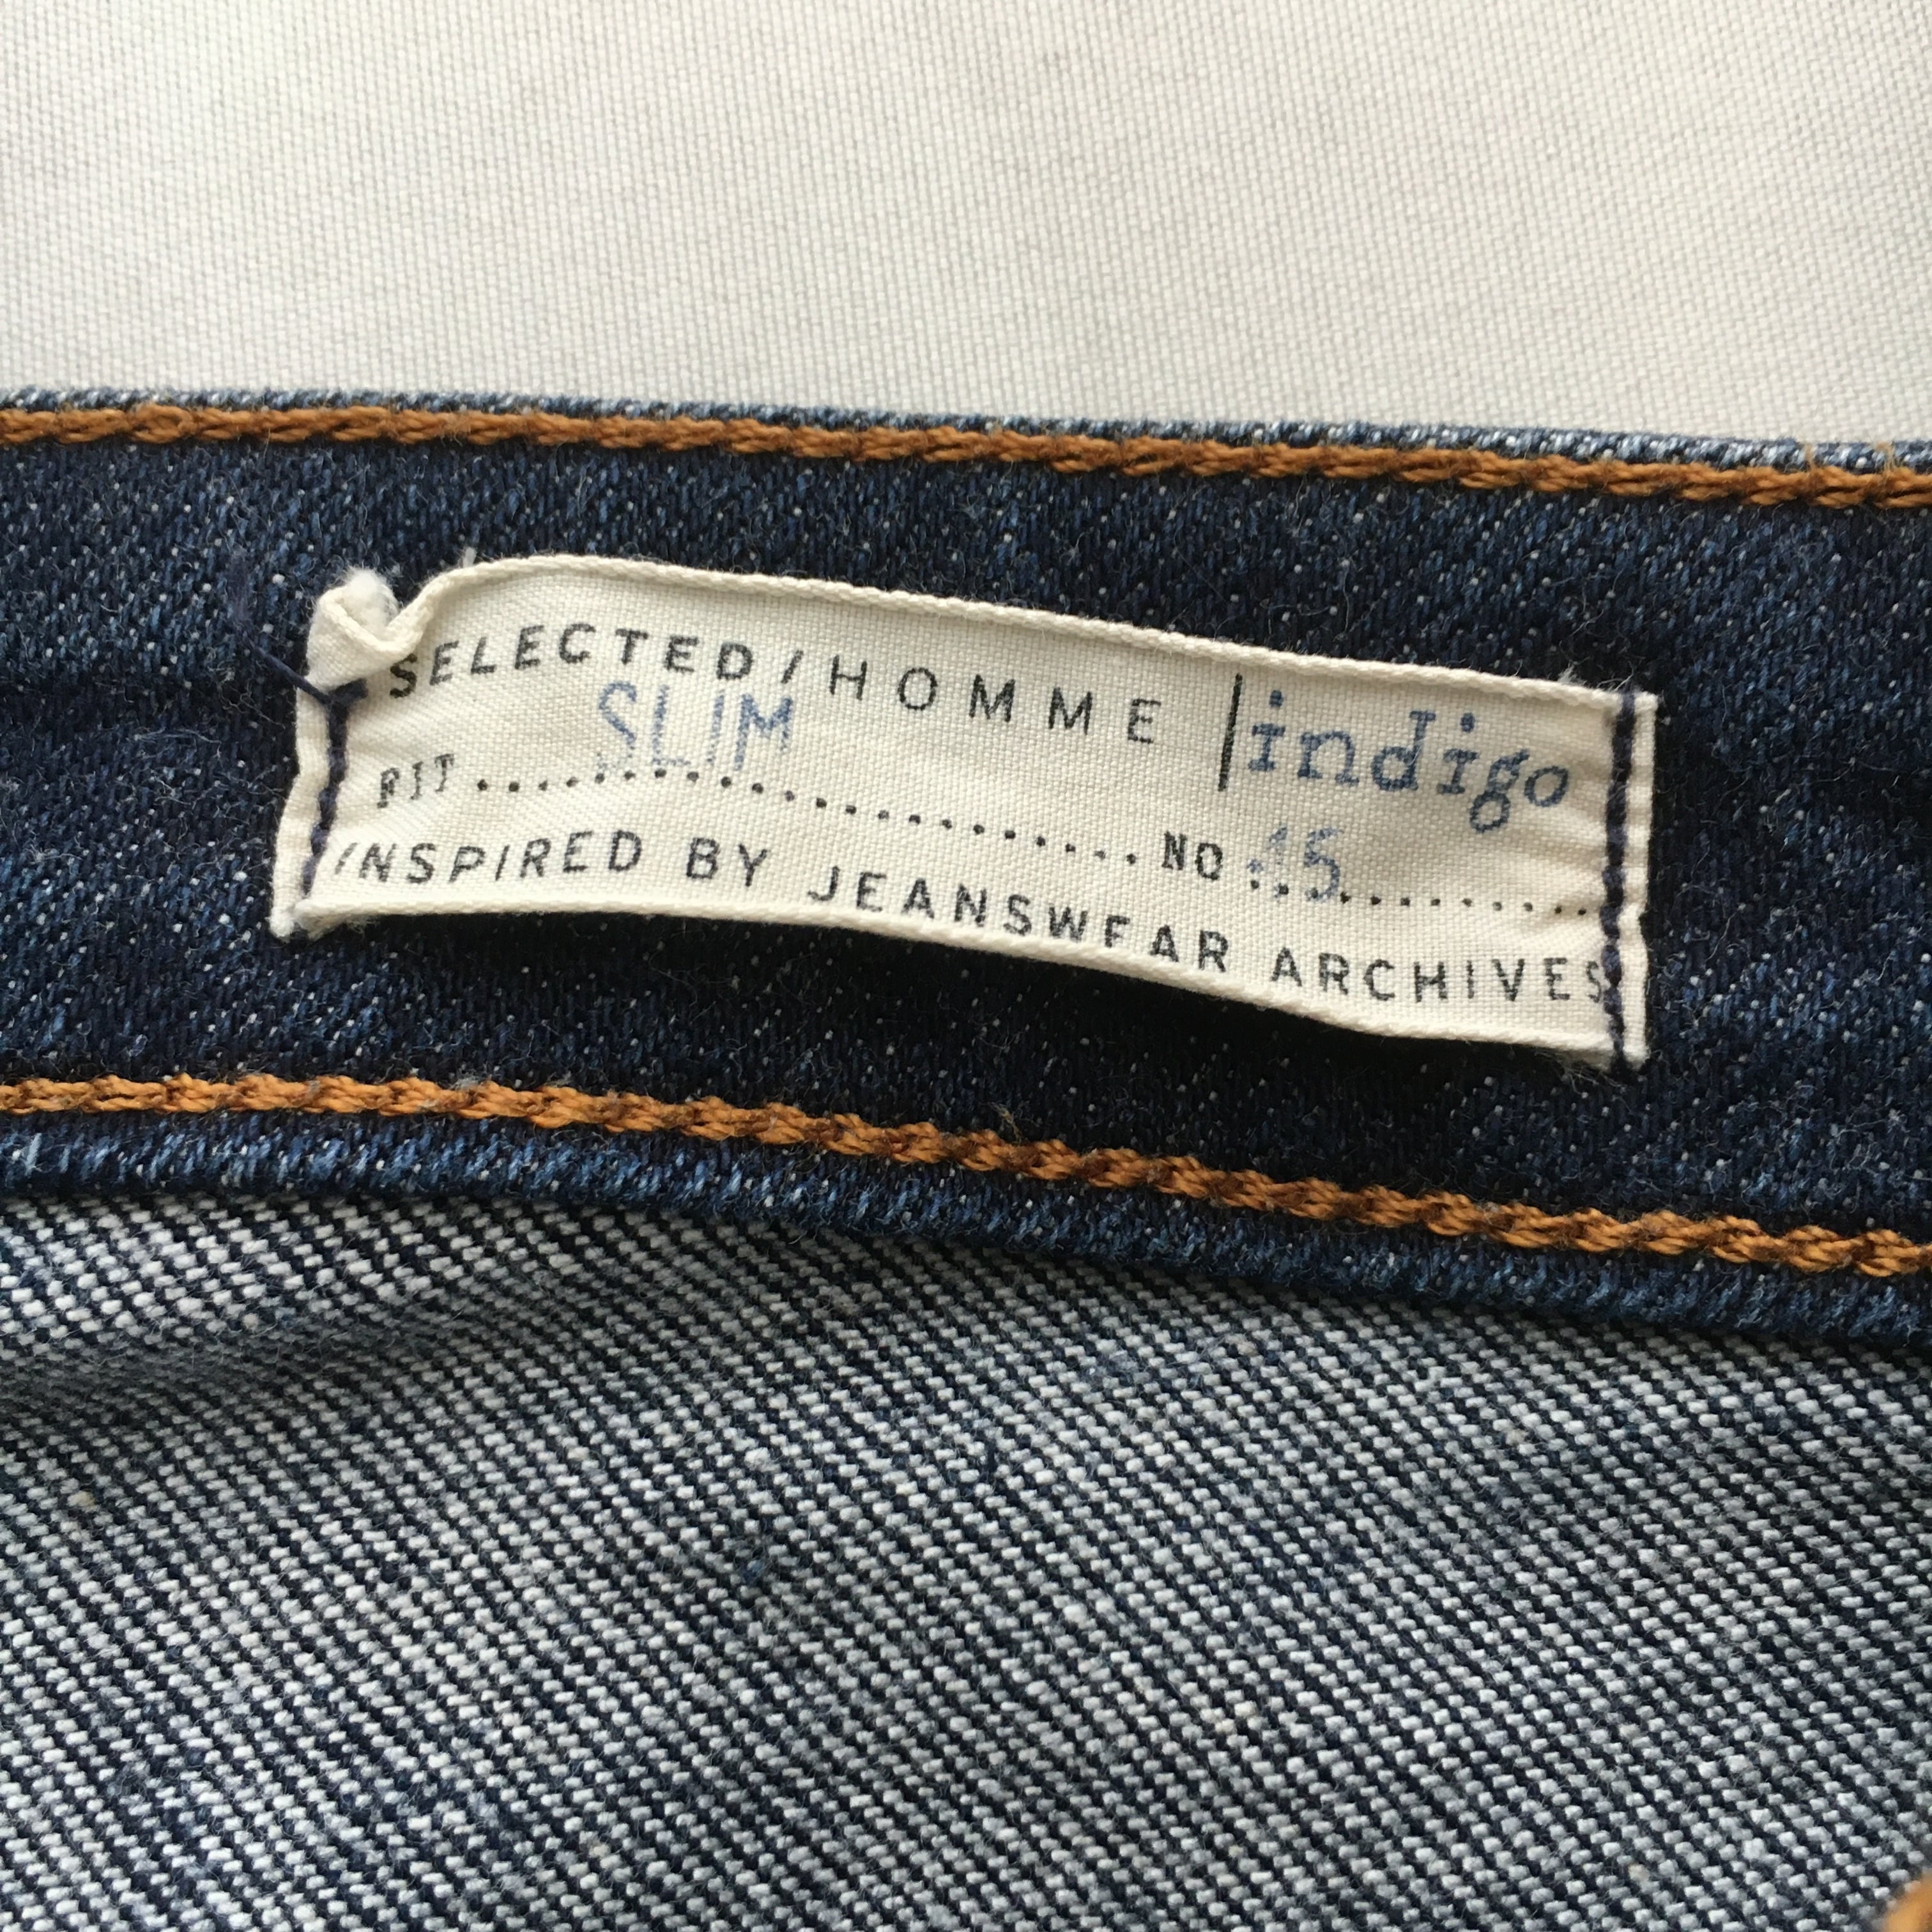 SELECTED/HOMME | indigo
FIT ........ SLIM ........ NO ..15..........
INSPIRED BY JEANSWEAR ARCHIVES